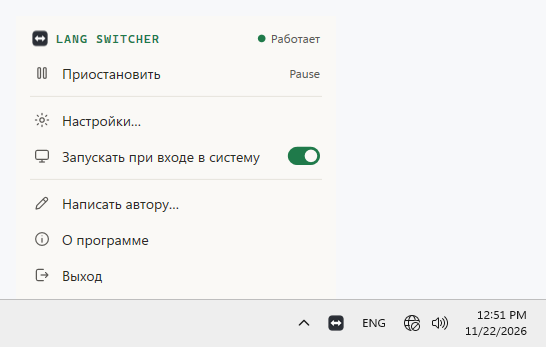 LANG SWITCHER
Работает
Приостановить
Pause
Настройки...
Запускать при входе в систему
Написать автору...
О программе
Выход
ENG
12:51 PM
11/22/2026